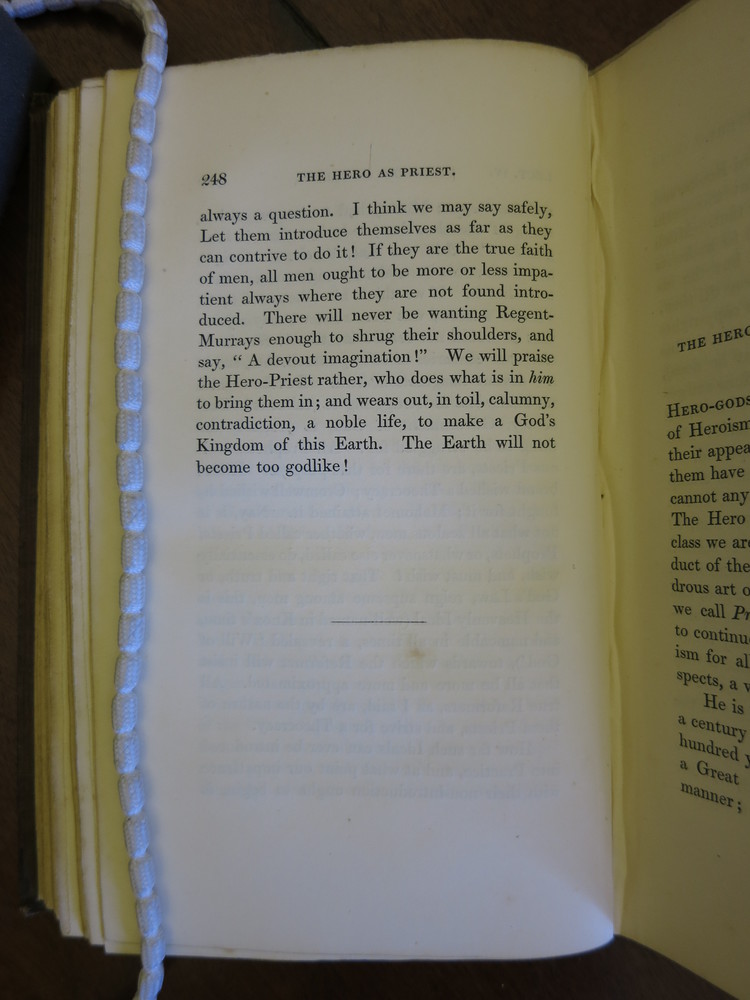 248 THE HERO AS PRIEST.
always a question. I think we may say safely,
Let them introduce themselves as far as they
can contrive to do it! If they are the true faith
of men, all men ought to be more or less impa-
tient always where they are not found intro-
duced. There will never be wanting Regent-
Murrays enough to shrug their shoulders, and
say, “ A devout imagination!” We will praise
the Hero-Priest rather, who does what is in him
to bring them in; and wears out, in toil, calumny,
contradiction, a noble life, to make a God's
Kingdom of this Earth. The Earth will not
become too godlike!
THE HERO
HERO-GODS
of Heroism
their appea
them have
cannot any
The Hero
class we are
duct of the
drous art o
we call Pr
to continu
ism for al
spects, a v
He is
a century
hundred y
a Great
manner;